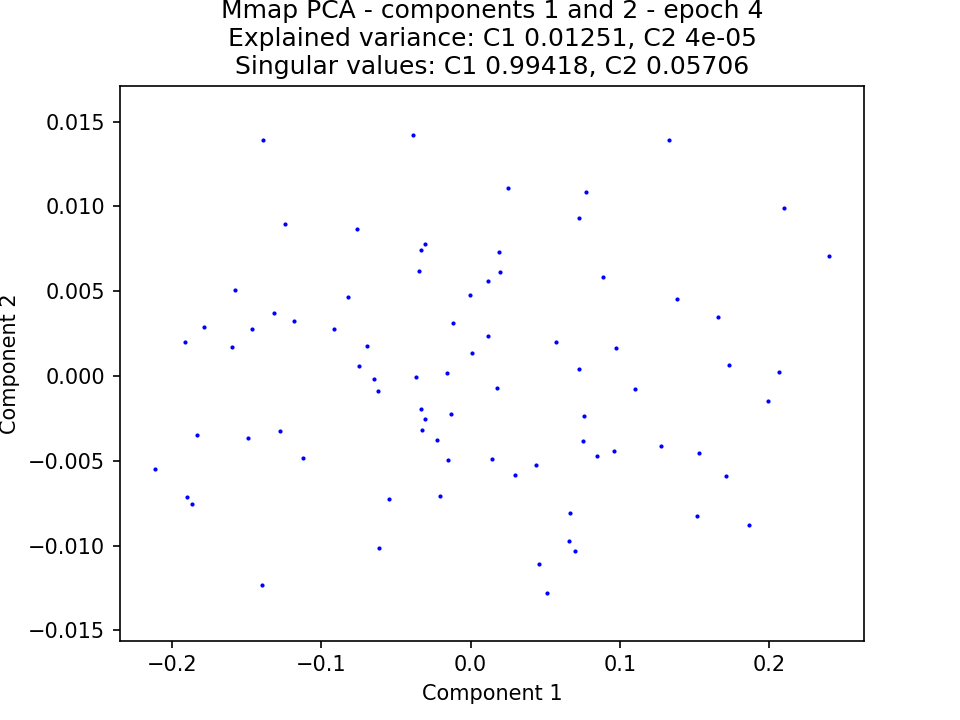 Mmap PCA - components 1 and 2 - epoch 4
Explained variance: C1 0.01251, C2 4e-05
Singular values: C1 0.99418, C2 0.05706
0.015
0.010
0.005
0.000
−0.005
−0.010
−0.015
Component 2
−0.2
−0.1
0.0
0.1
0.2
Component 1